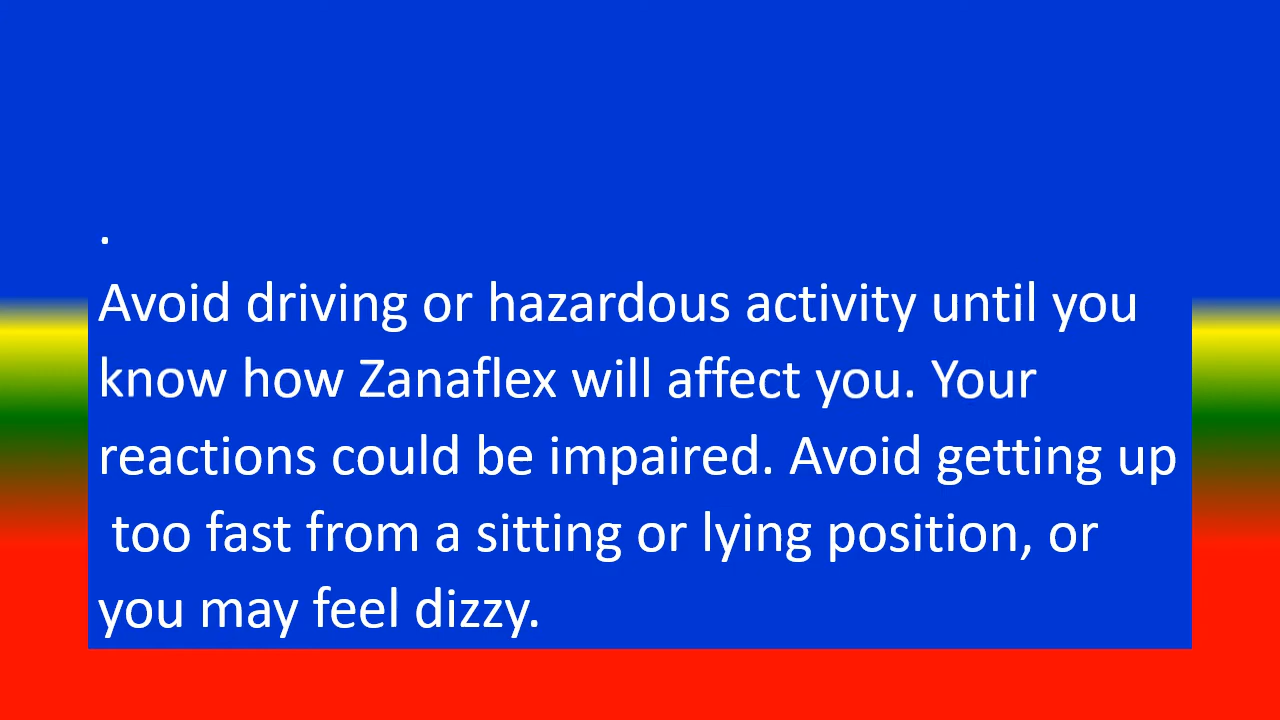 .
Avoid driving or hazardous activity until you
know how Zanaflex will affect you. Your
reactions could be impaired. Avoid getting up
too fast from a sitting or lying position, or
you may feel dizzy.